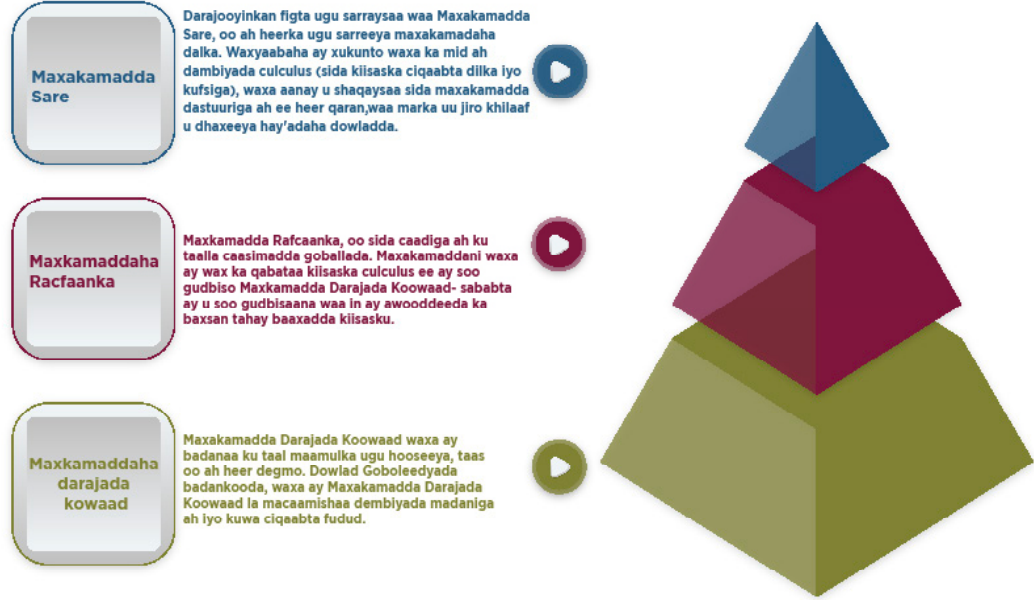 Maxakamadda
Sare
Darajooyinkan figta ugu sarraysaa waa Maxakamadda
Sare, oo ah heerka ugu sarreeya maxakamadaha
dalka. Waxyaabaha ay xukunto waxa ka mid ah
dambiyada culculus (sida kiisaska ciqaabta dilka iyo
kufsiga), waxa aanay u shaqaysaa sida maxakamadda
dastuuriga ah ee heer qaran,waa marka uu jiro khilaaf
u dhaxeeya hay'adaha dowladda.
Maxkamaddaha
Racfaanka
Maxkamadda Rafcaanka, oo sida caadiga ah ku
taalla caasimadda goballada. Maxakamaddani waxa
ay wax ka qabataa kiisaska culculus ee ay soo
gudbiso Maxkamadda Darajada Koowaad- sababta
ay u soo gudbisaana waa in ay awooddeeda ka
baxsan tahay baaxadda kiisasku.
Maxkamaddaha
darajada
kowaad
Maxakamadda Darajada Koowaad waxa ay
badanaa ku taal maamulka ugu hooseeya, taas
oo ah heer degmo. Dowlad Goboleedyada
badankooda, waxa ay Maxakamadda Darajada
Koowaad la macaamishaa dembiyada madaniga
ah iyo kuwa ciqaabta fudud.